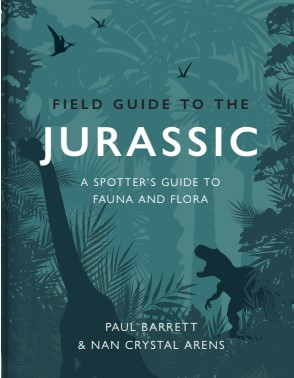 FIELD GUIDE TO THE
JURASSIC
A SPOTTER'S GUIDE TO
FAUNA AND FLORA
PAUL BARRETT
& NAN CRYSTAL ARENS